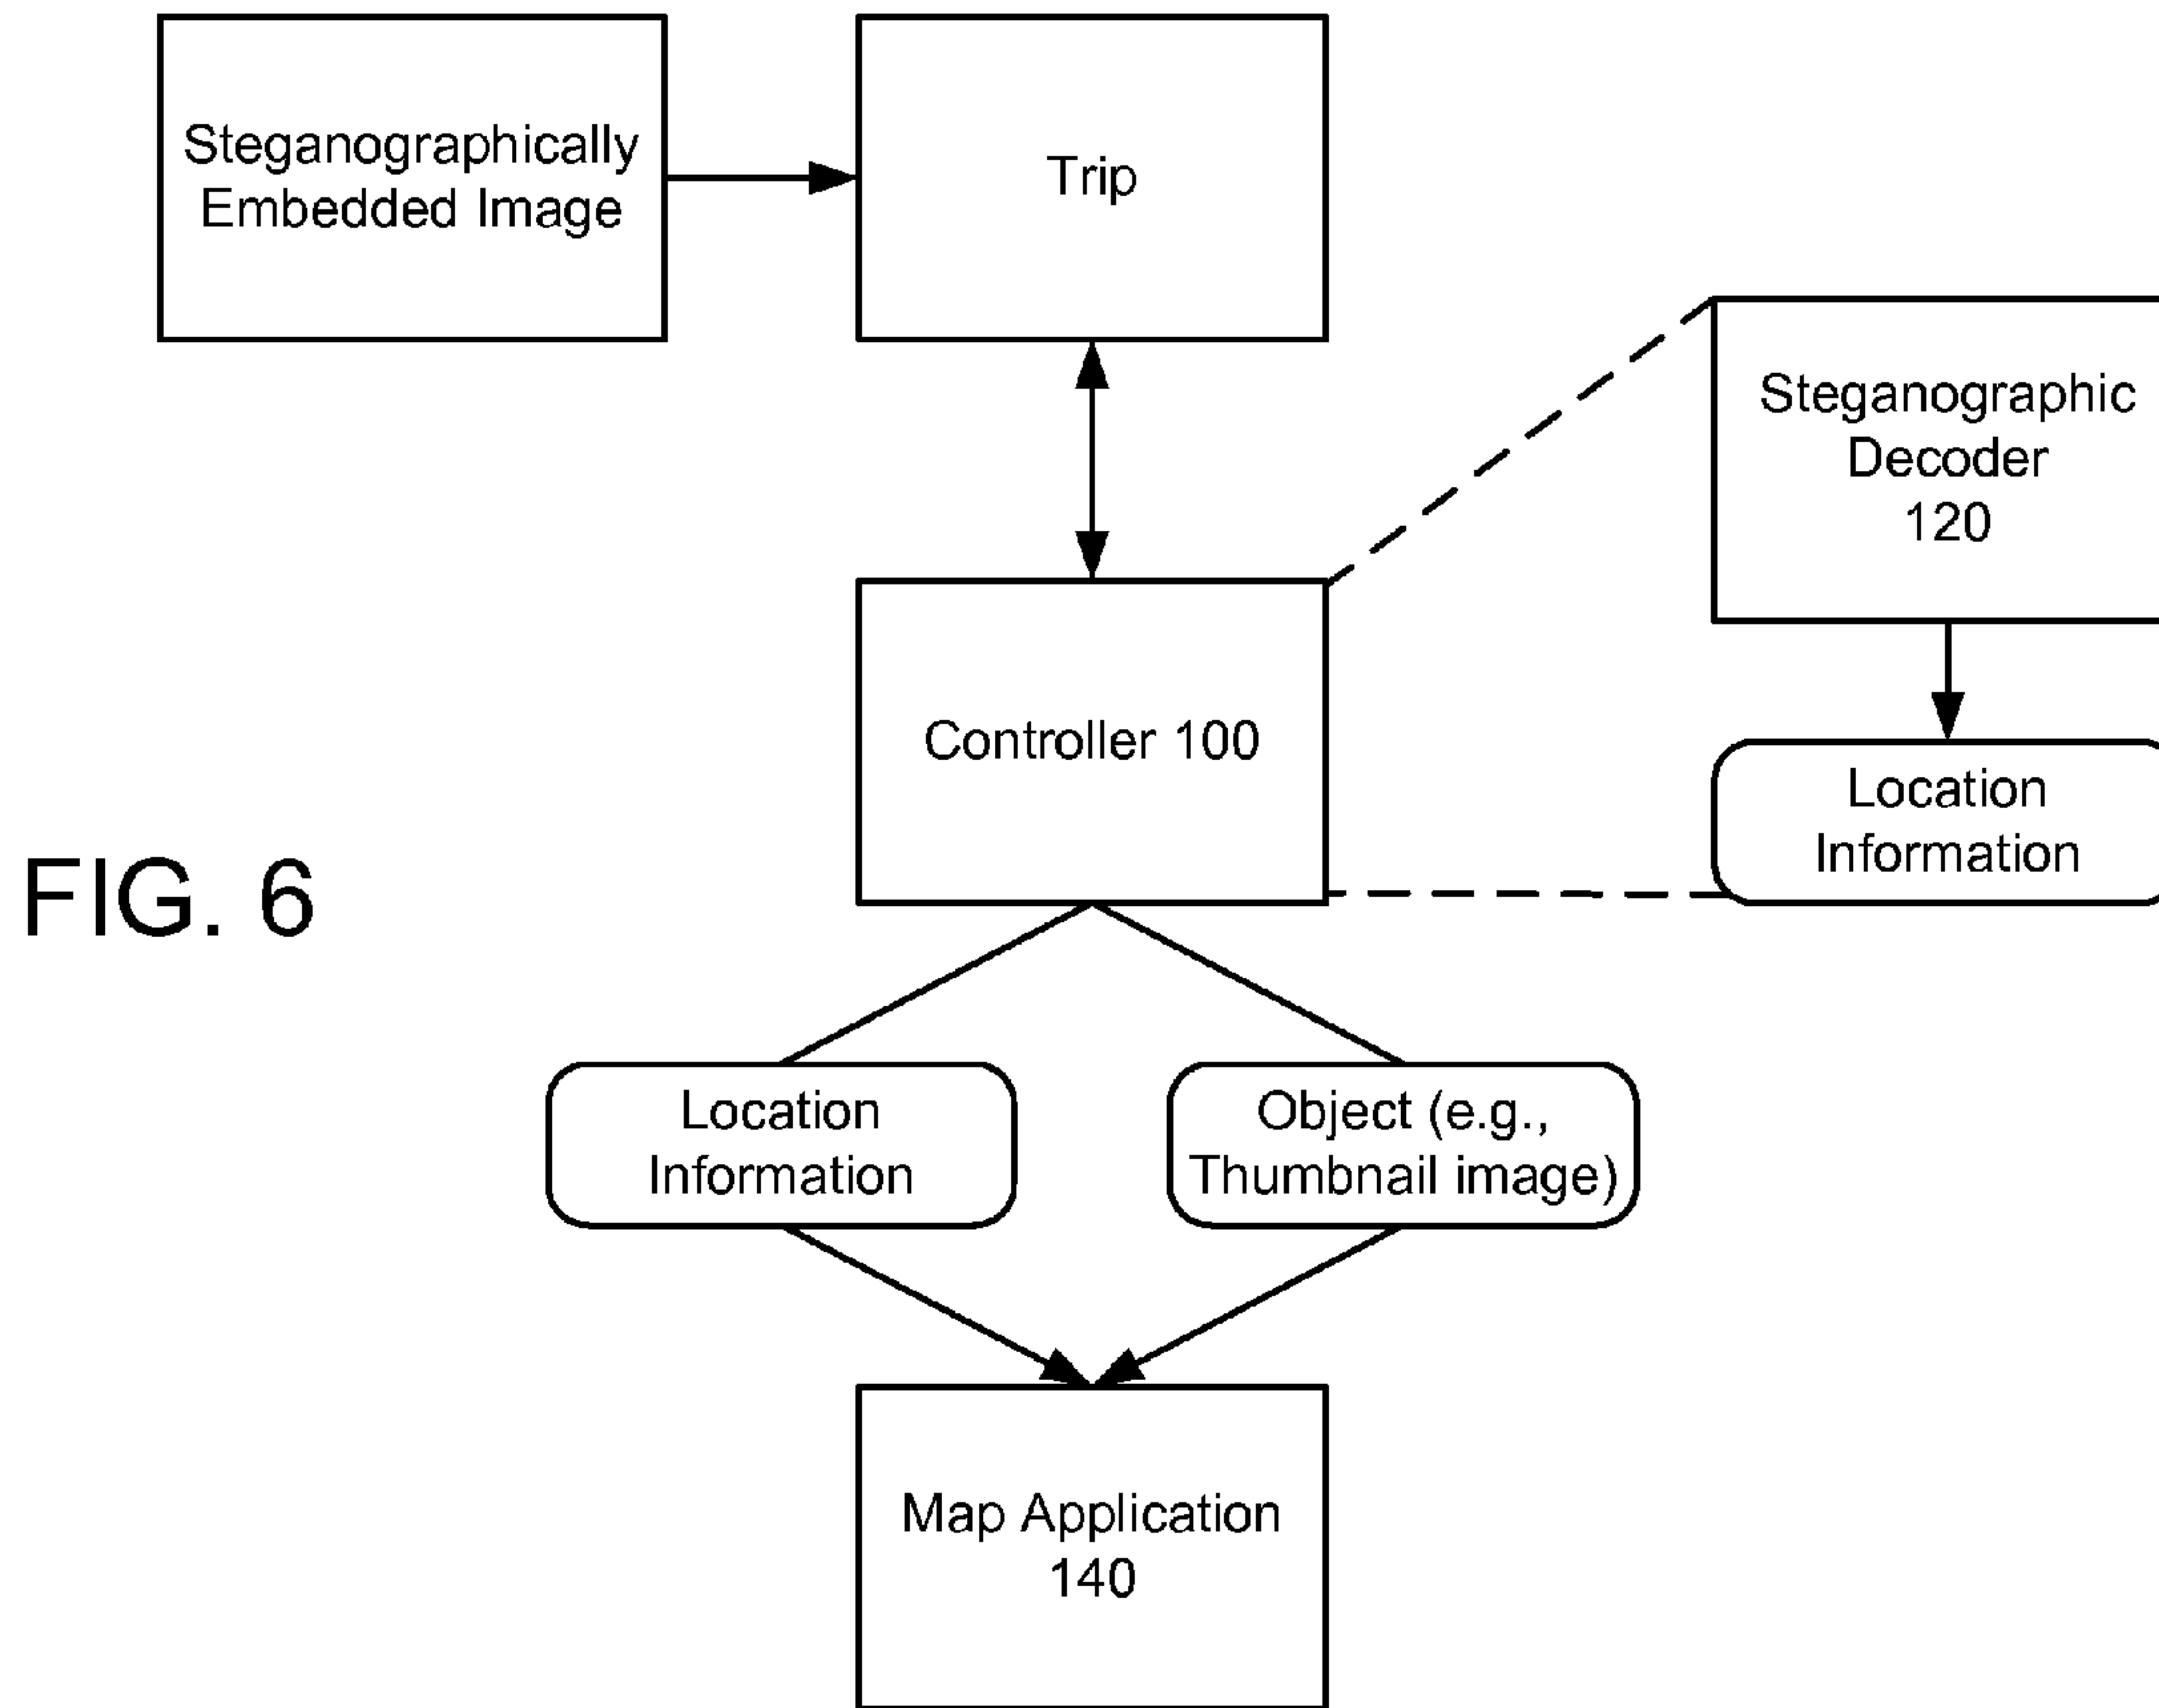 Steganographically
Embedded Image
Trip
Steganographic
Decoder
120
Controller 100
Location
Information
FIG. 6
Location
Information
Object (e.g.,
Thumbnail image)
Map Application
140